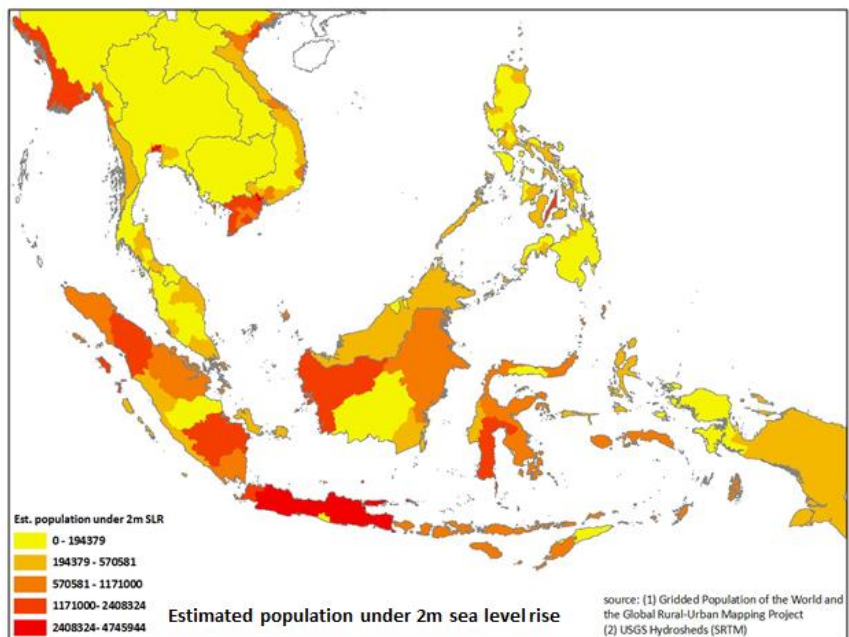 Est. population under 2m SLR
0 - 194379
194379 - 570581
570581 - 1171000
1171000- 2408324
2408324- 4745944
Estimated population under 2m sea level rise
source: (1) Gridded Population of the World and
the Global Rural-Urban Mapping Project
(2) USGS Hydrosheds (SRTM)